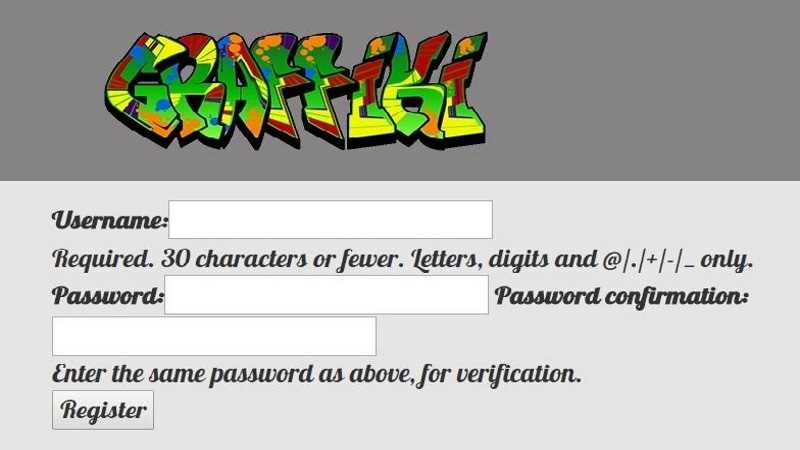 GRAFFIKI
Username:
Required. 30 characters or fewer. Letters, digits and @|.|+|-|_ only.
Password: Password confirmation:
Enter the same password as above, for verification.
Register